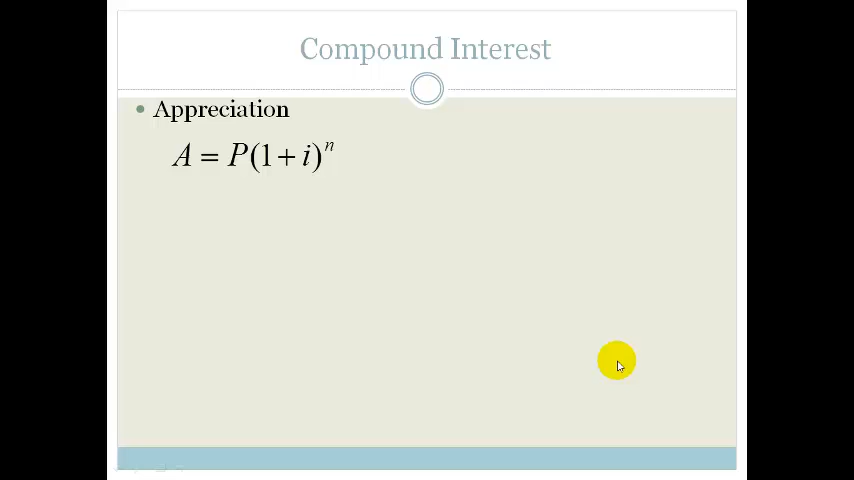 Compound Interest
• Appreciation
A = P(1 + i)ⁿ